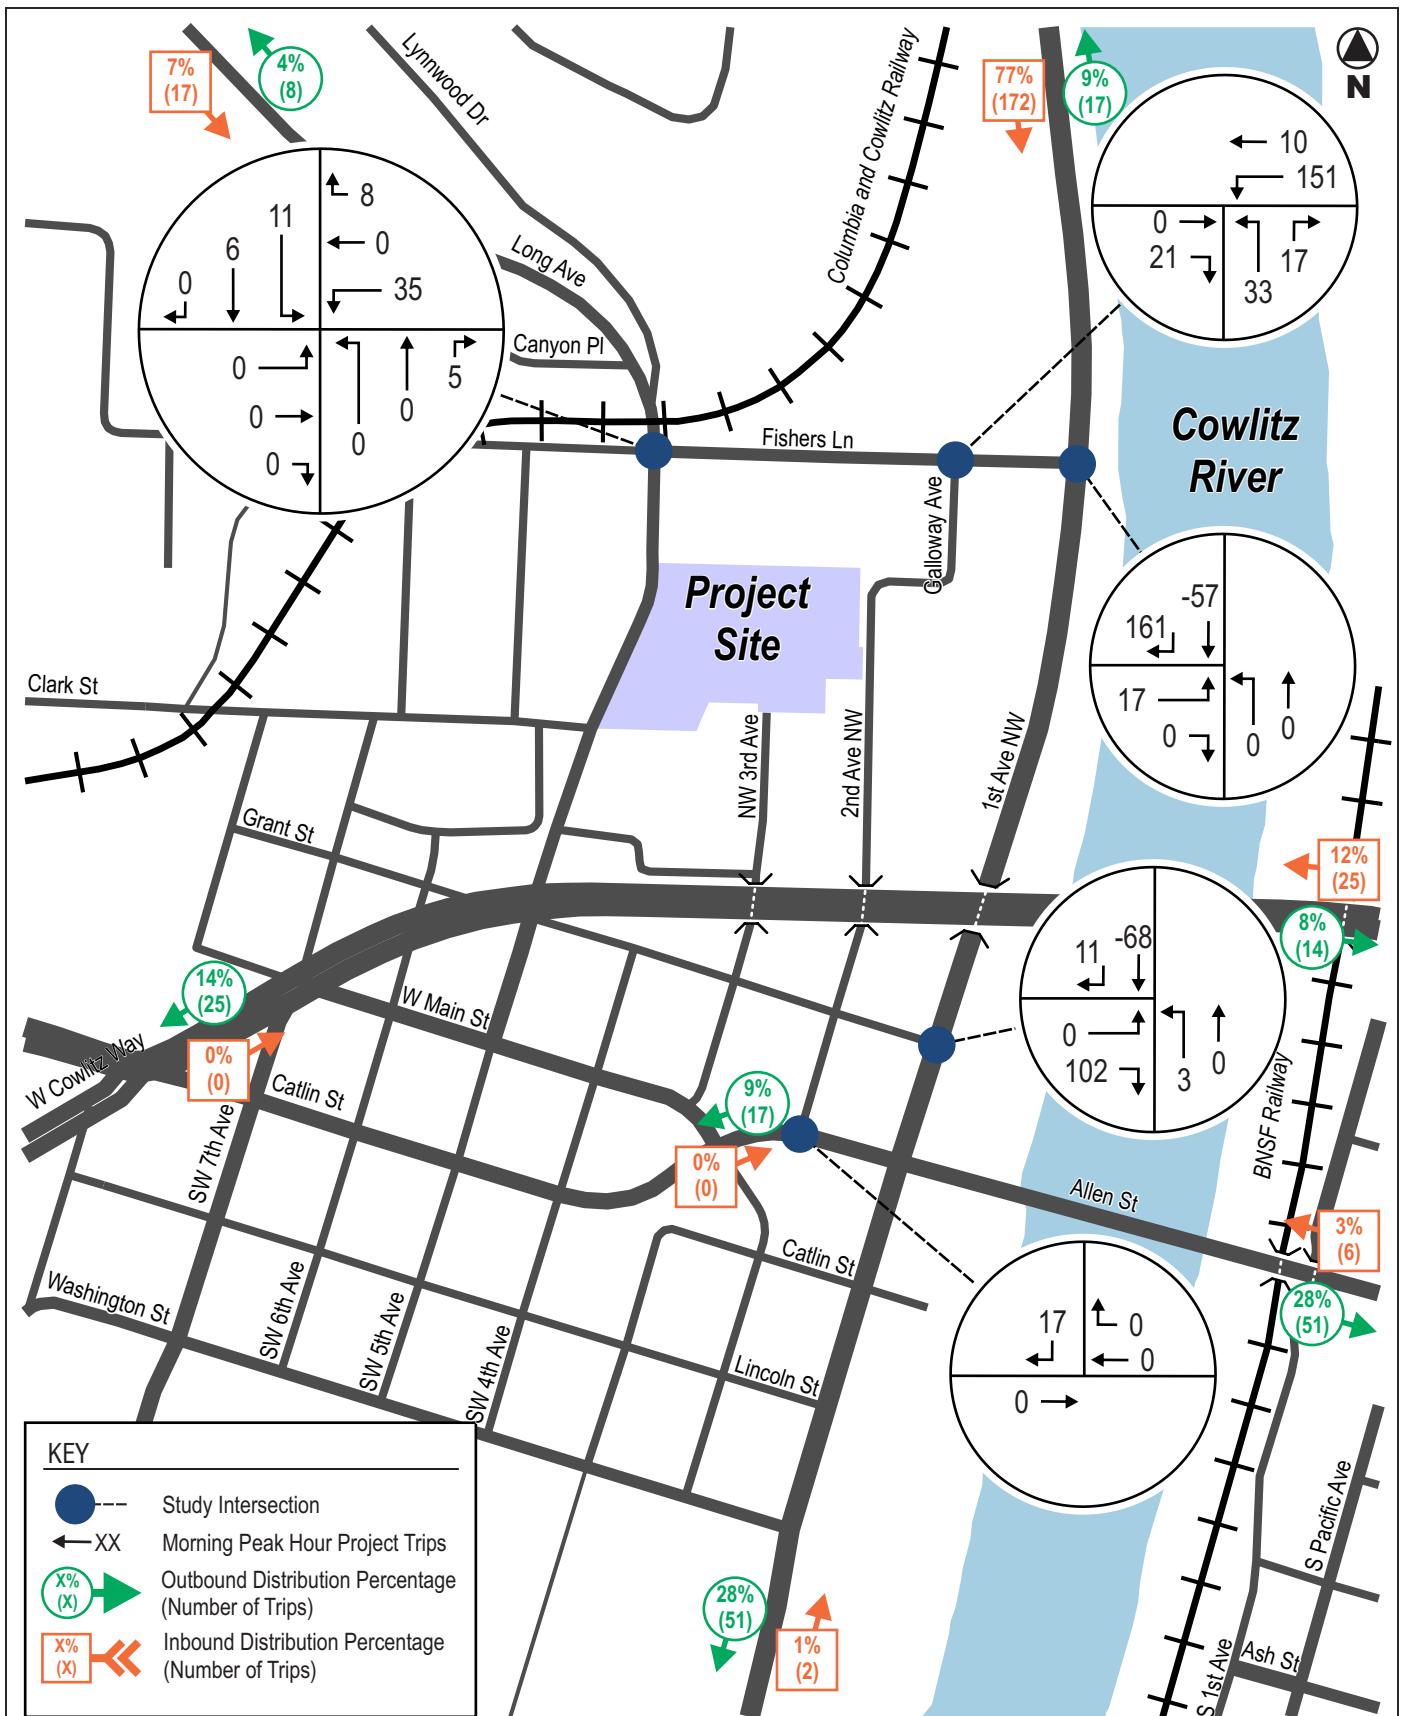 7%
(17)
4%
(8)
Lynnwood Dr
Columbia and Cowlitz Railway
77%
(172)
9%
(17)
N
10
151
0
21
33
17
8
0
35
11
6
0
0
0
0
0
0
5
Long Ave
Canyon Pl
Fishers Ln
Galloway Ave
Cowlitz
River
Project
Site
-57
161
17
0
0
0
Clark St
NW 3rd Ave
2nd Ave NW
1st Ave NW
Grant St
12%
(25)
8%
(14)
11
-68
0
102
3
0
14%
(25)
W Main St
W Cowlitz Way
0%
(0)
Catlin St
SW 7th Ave
9%
(17)
0%
(0)
BNSF Railway
Allen St
3%
(6)
28%
(51)
Catlin St
Washington St
SW 6th Ave
SW 5th Ave
SW 4th Ave
Lincoln St
17
0
0
0
S Pacific Ave
S 1st Ave
Ash St
28%
(51)
1%
(2)
KEY
Study Intersection
XX
Morning Peak Hour Project Trips
X%
(X)
Outbound Distribution Percentage
(Number of Trips)
X%
(X)
Inbound Distribution Percentage
(Number of Trips)